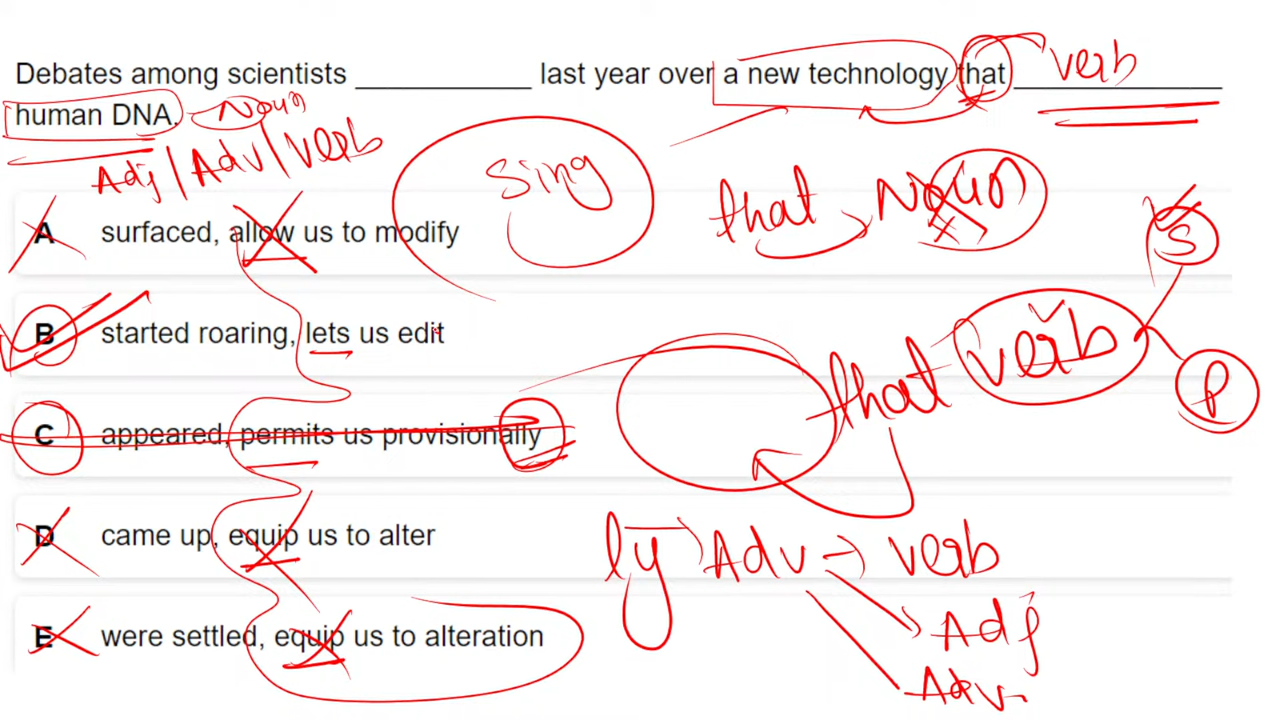 Debates among scientists ____________ last year over a new technology that ______________
human DNA.
verb
Noun
Adj | Adv | Verb
Sing
that Noun
S
A surfaced, allow us to modify
B started roaring, lets us edit
that verb
P
C appeared, permits us provisionally
D came up, equip us to alter
ly Adv → verb
Adj
E were settled, equip us to alteration
Adv